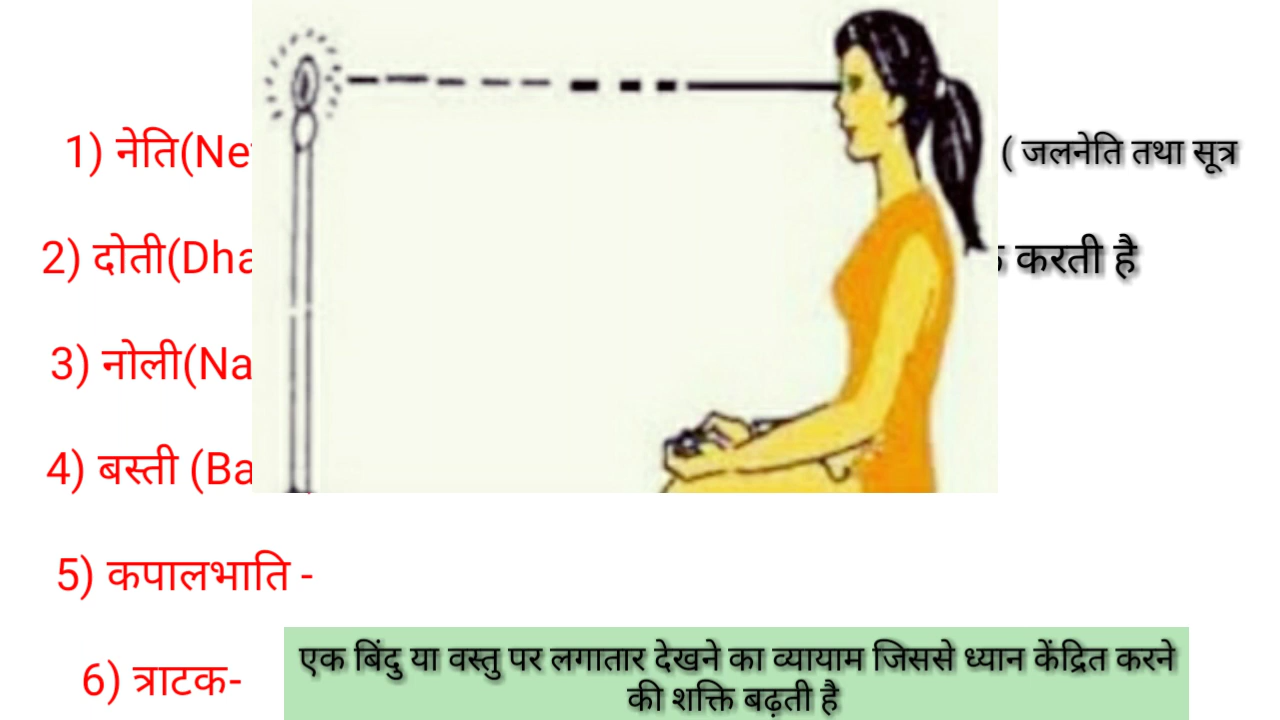 1) नेति(Ne
( जलनेति तथा सूत्र
2) दोती(Dha
करती है
3) नोली(Na
4) बस्ती (Ba
5) कपालभाति -
6) त्राटक-
एक बिंदु या वस्तु पर लगातार देखने का व्यायाम जिससे ध्यान केंद्रित करने
की शक्ति बढ़ती है